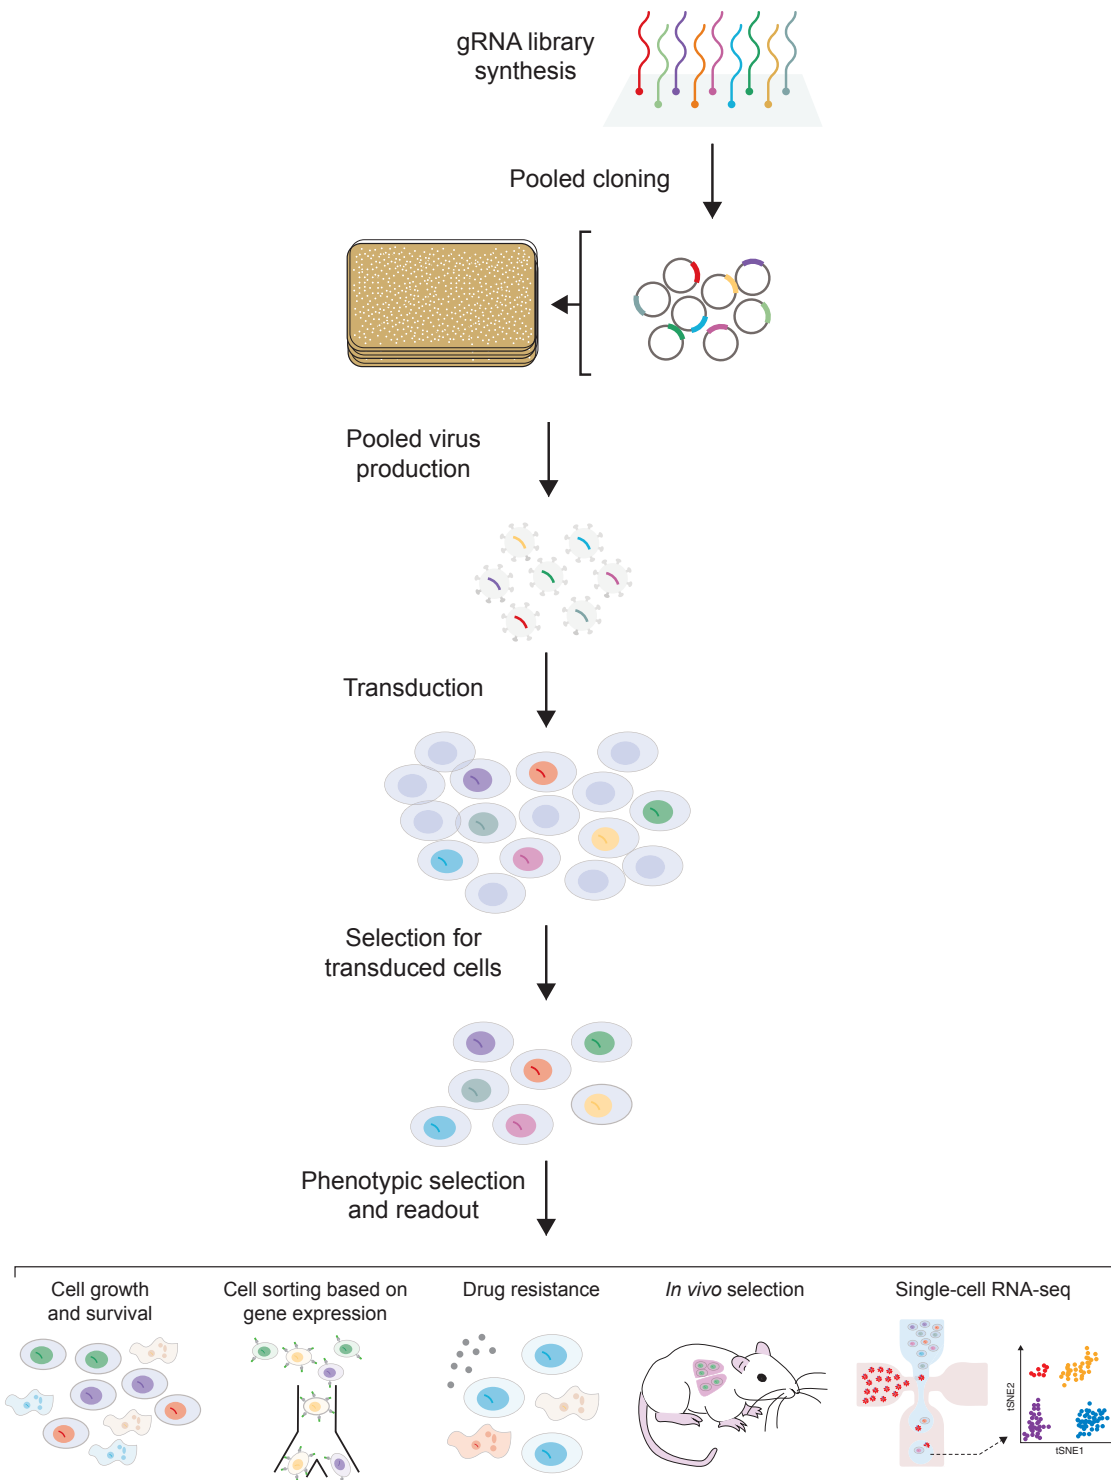 gRNA library
synthesis
Pooled cloning
Pooled virus
production
Transduction
Selection for
transduced cells
Phenotypic selection
and readout
Cell growth
and survival
Cell sorting based on
gene expression
Drug resistance
In vivo selection
Single-cell RNA-seq
tSNE2
tSNE1